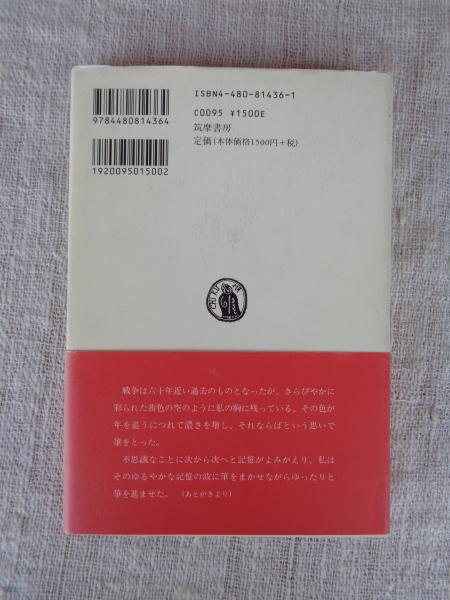 ISBN4-480-81436-1
C0095 ¥1500E
筑摩書房
定価(本体価格1500円+税)
9784480814364
1920095015002
CHIKUMA
戦争は六十年近い過去のものとなったが、きらびやかに
彩られた茜色の空のように私の胸に残っている。その色が
年を追うにつれて濃さを増し、それならばという思いで
筆をとった。
不思議なことに次から次へと記憶がよみがえり、私は
そのゆるやかな記憶の波に筆をまかせながらゆったりと
筆を進ませた。 (あとがきより)